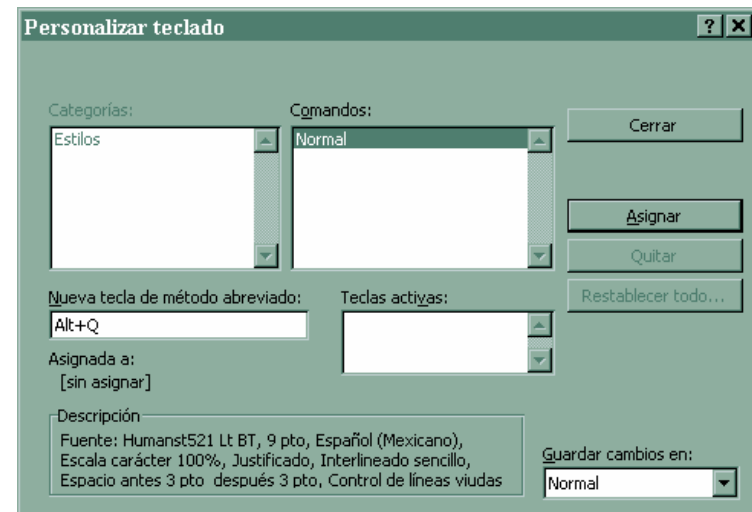 Personalizar teclado
Categorías:
Comandos:
Estilos
Normal
Cerrar
Asignar
Quitar
Restablecer todo...
Nueva tecla de método abreviado:
Teclas activas:
Alt+Q
Asignada a:
[sin asignar]
Descripción
Fuente: Humanst521 Lt BT, 9 pto, Español (Mexicano),
Escala carácter 100%, Justificado, Interlineado sencillo,
Espacio antes 3 pto después 3 pto, Control de líneas viudas
Guardar cambios en:
Normal